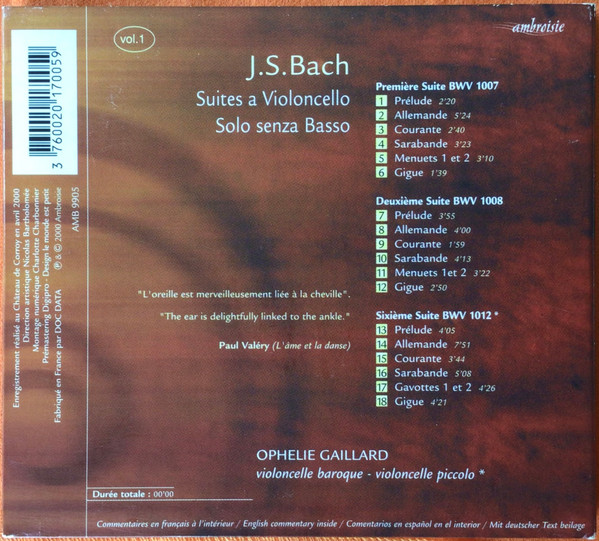 vol.1
ambroisie
J.S.Bach
Suites a Violoncello
Solo senza Basso
3 760020 170059
AMB 9905
Enregistrement réalisé au Château de Corroy en avril 2000
Direction artistique Nicolas Bartholomée
Montage numérique Charlotte Charbonnier
Prémastering Digipro - Design le monde est petit
℗ & © 2000 Ambroisie
Fabriqué en France par DOC DATA
Première Suite BWV 1007
1 Prélude 2'20
2 Allemande 5'24
3 Courante 2'40
4 Sarabande 3'23
5 Menuets 1 et 2 3'10
6 Gigue 1'39
Deuxième Suite BWV 1008
7 Prélude 3'55
8 Allemande 4'00
9 Courante 1'59
10 Sarabande 4'13
11 Menuets 1et 2 3'22
12 Gigue 2'50
Sixième Suite BWV 1012 *
13 Prélude 4'05
14 Allemande 7'51
15 Courante 3'44
16 Sarabande 5'08
17 Gavottes 1 et 2 4'26
18 Gigue 4'21
"L'oreille est merveilleusement liée à la cheville".
"The ear is delightfully linked to the ankle."
Paul Valéry (L'âme et la danse)
OPHELIE GAILLARD
violoncelle baroque - violoncelle piccolo *
Durée totale : 00'00
Commentaires en français à l'intérieur / English commentary inside / Comentarios en español en el interior / Mit deutscher Text beilage